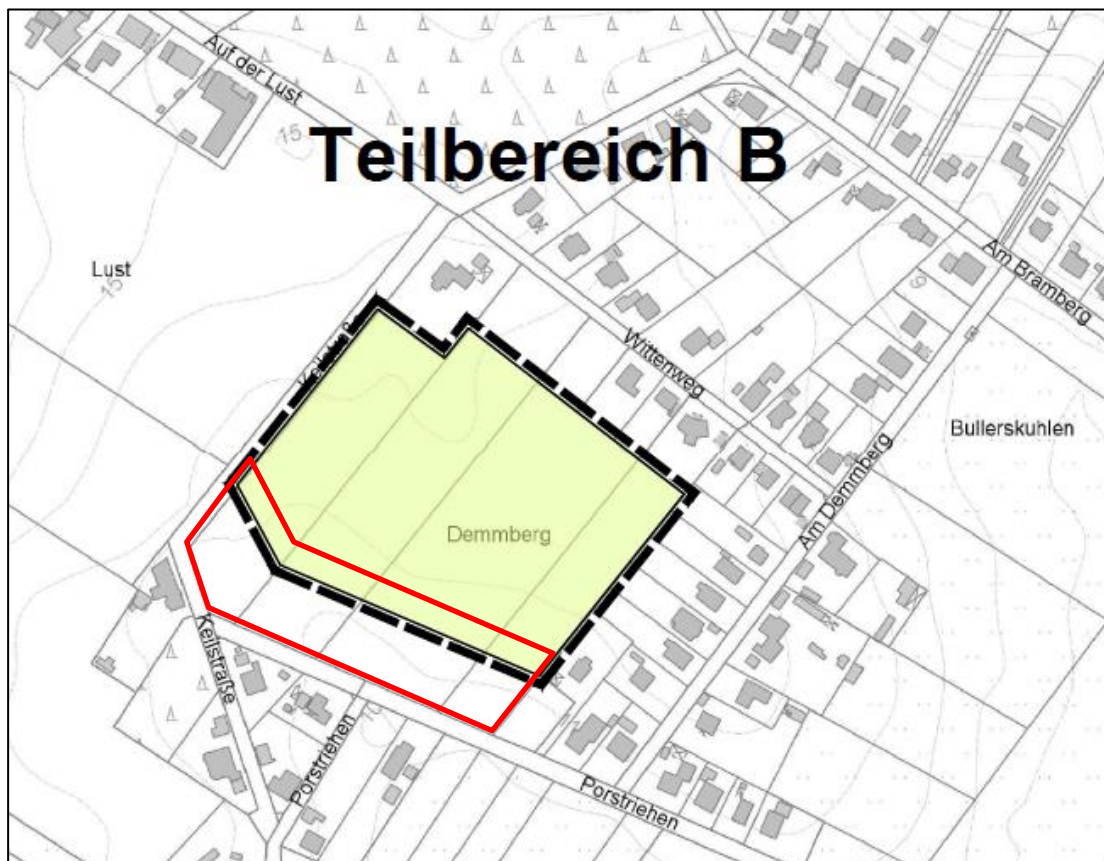 Auf der Lust
15
Teilbereich B
Lust
15
Am Bramberg
9
Wittenweg
Bullerskuhlen
Am Demmberg
Demmberg
Keilstraße
Porstriehen
Porstriehen